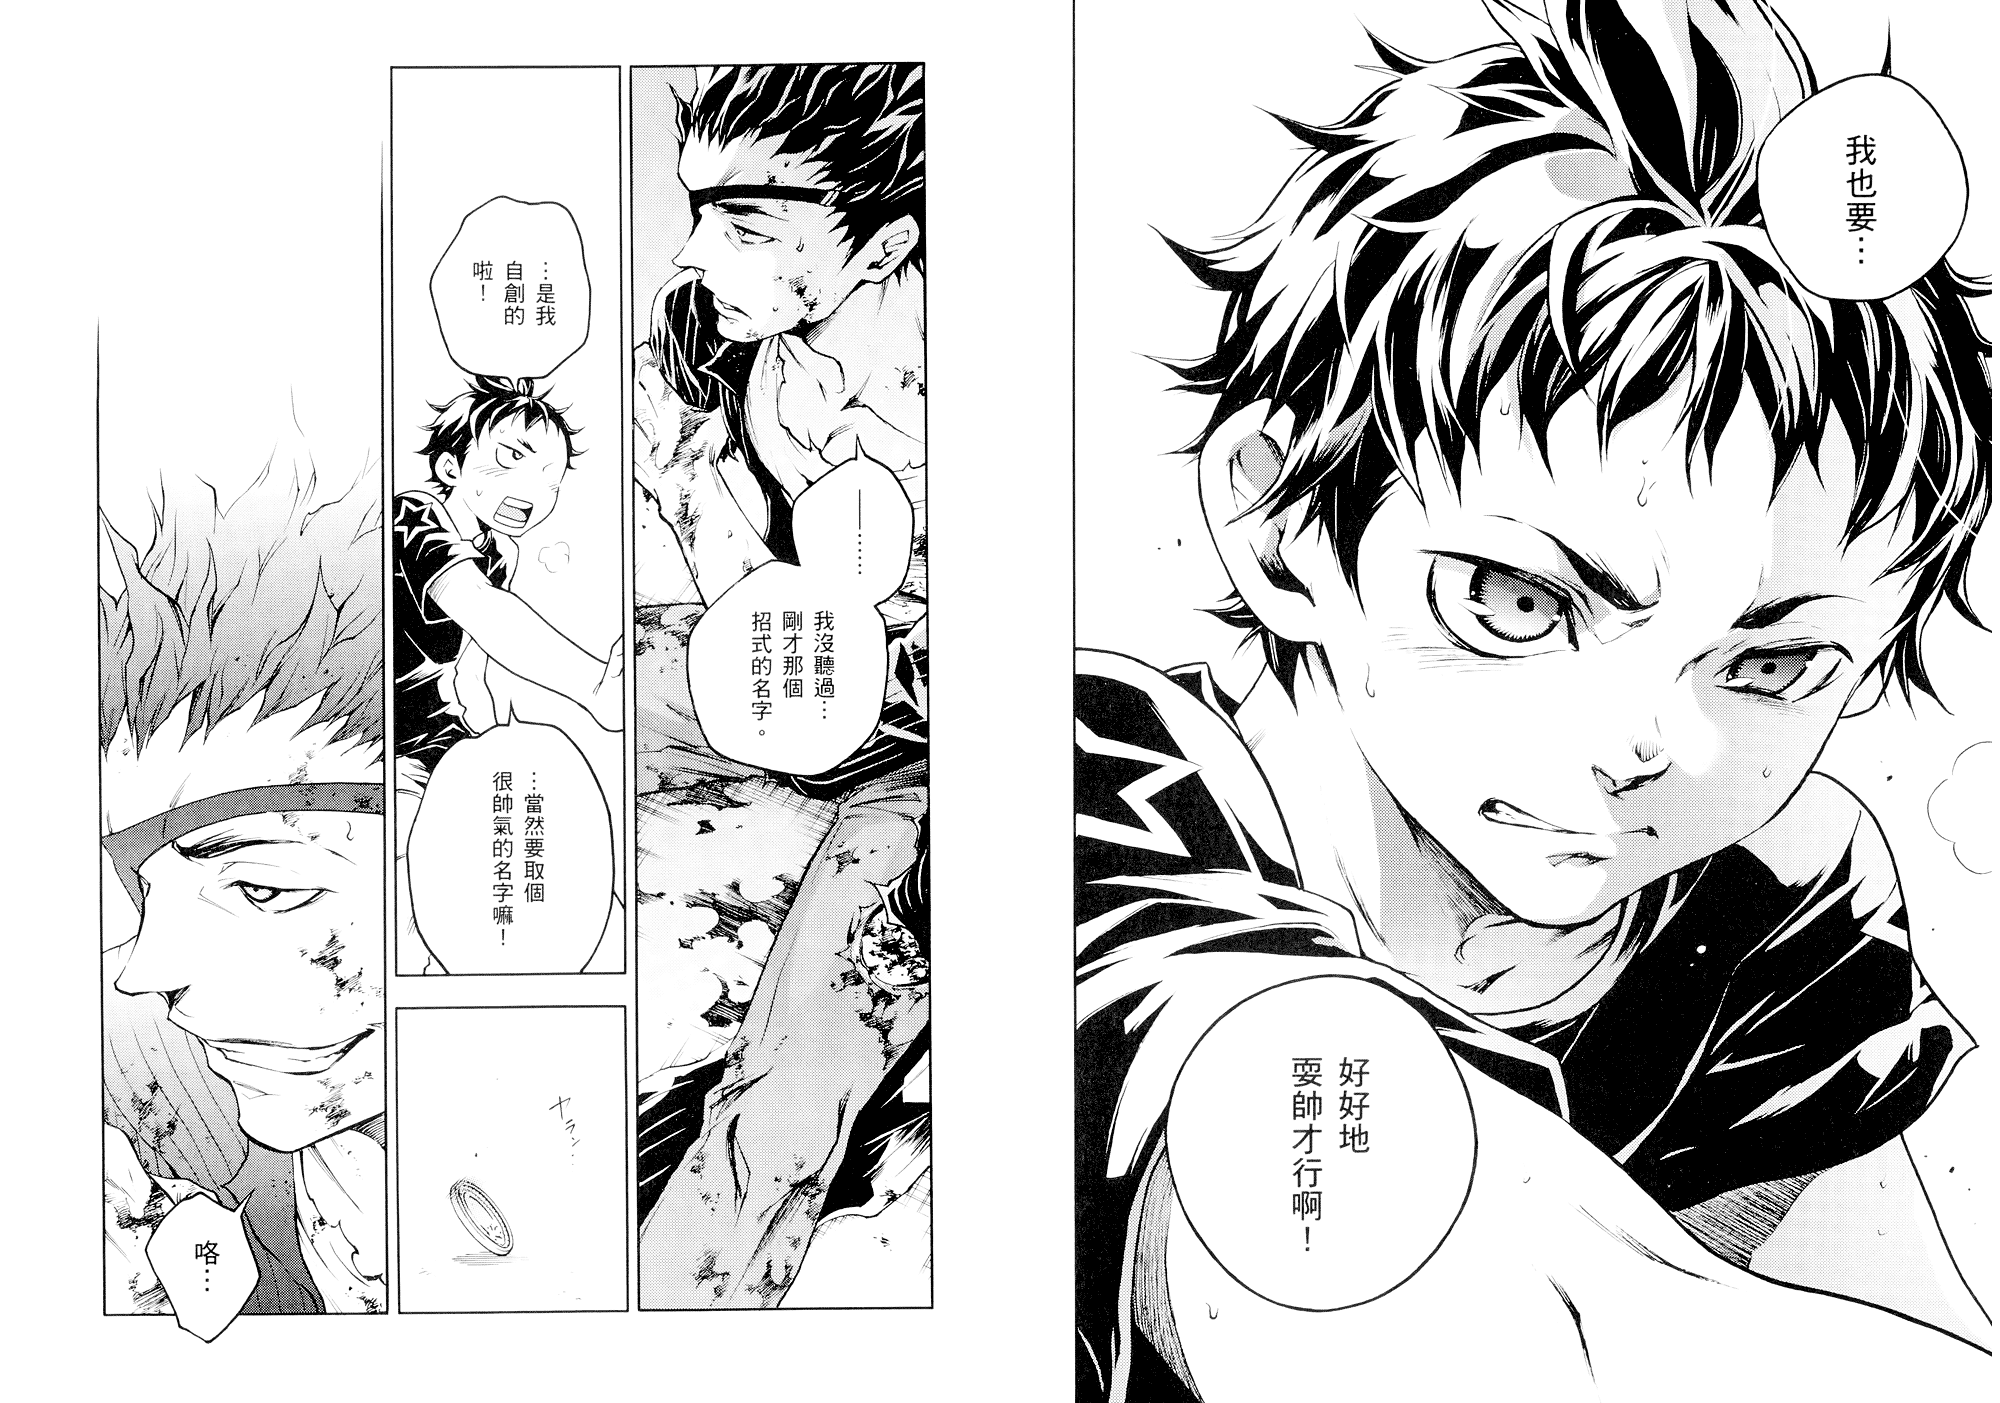 我也要…
好好地
耍帥才行啊！
………
我沒聽過…
剛才那個
招式的名字。
…是我
自創的
啦！
…當然要取個
很帥氣的名字嘛！
ヤラン…
咯…